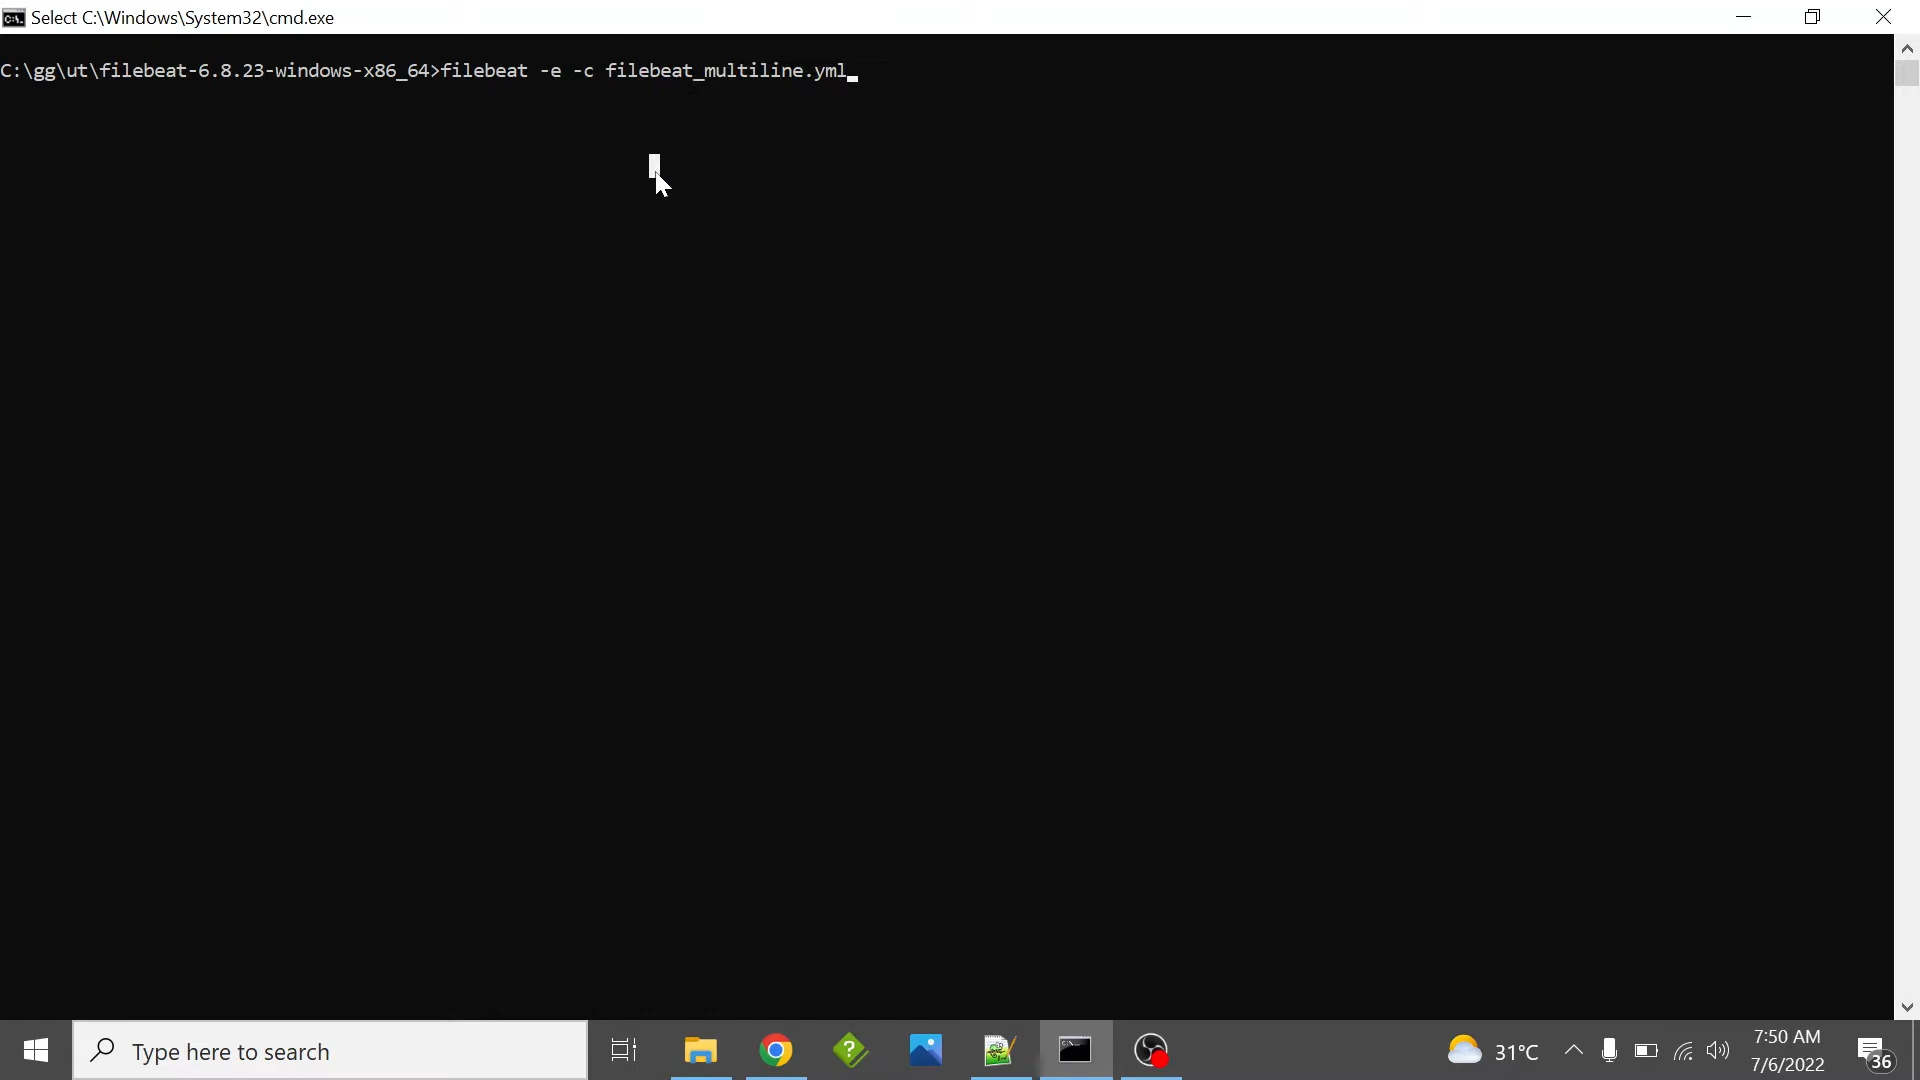 Select C:\Windows\System32\cmd.exe
C:\gg\ut\filebeat-6.8.23-windows-x86_64>filebeat -e -c filebeat_multiline.yml
Type here to search
31°C
7:50 AM
7/6/2022
36